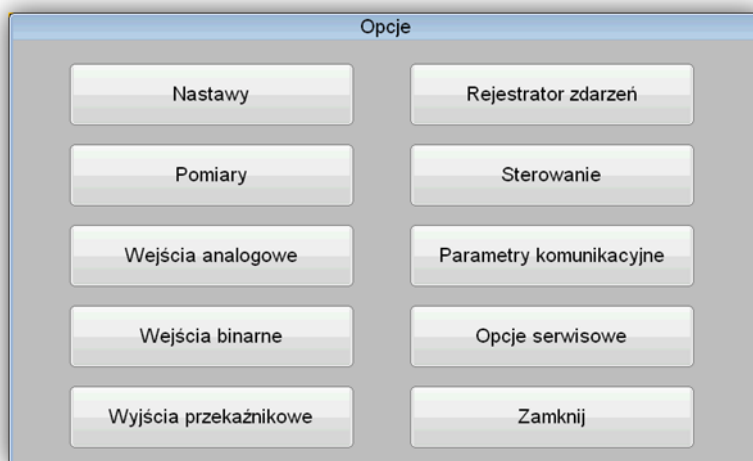 Opcje
Nastawy
Rejestrator zdarzeń
Pomiary
Sterowanie
Wejścia analogowe
Parametry komunikacyjne
Wejścia binarne
Opcje serwisowe
Wyjścia przekaźnikowe
Zamknij